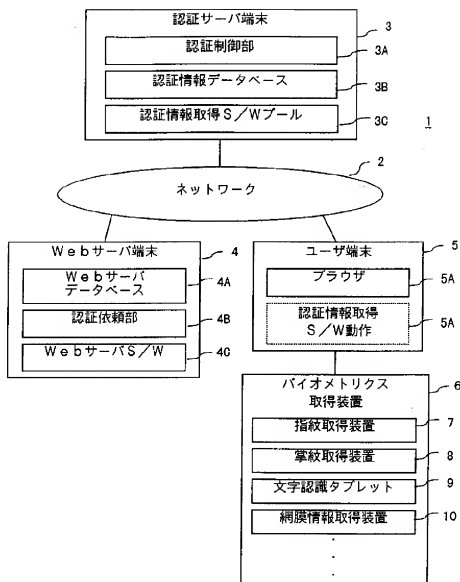 認証サーバ端末
3
認証制御部
3A
認証情報データベース
3B
認証情報取得S/Wプール
3C
1
2
ネットワーク
Webサーバ端末
4
Webサーバ
データベース
4A
認証依頼部
4B
WebサーバS/W
4C
ユーザ端末
5
ブラウザ
5A
認証情報取得
S/W動作
5A
バイオメトリクス
取得装置
6
指紋取得装置
7
掌紋取得装置
8
文字認識タブレット
9
網膜情報取得装置
10